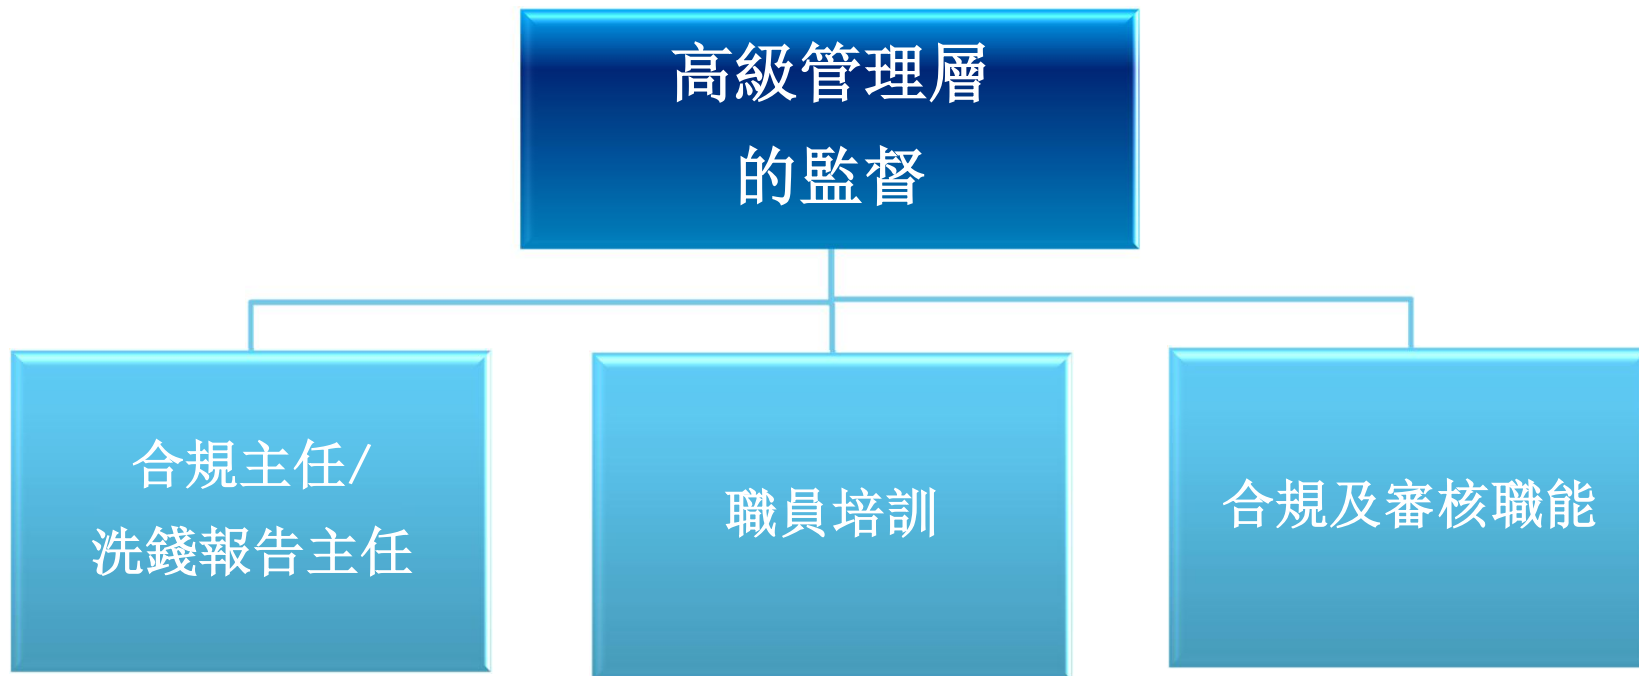 高級管理層
的監督
合規主任/
洗錢報告主任
職員培訓
合規及審核職能